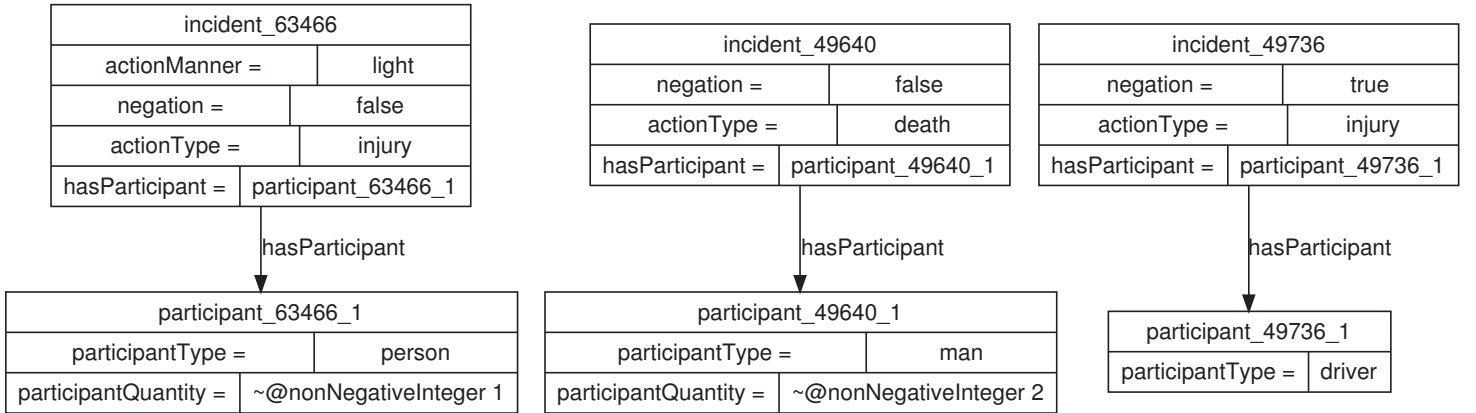 incident_63466
actionManner = light
negation = false
actionType = injury
hasParticipant = participant_63466_1
hasParticipant
participant_63466_1
participantType = person
participantQuantity = ~@nonNegativeInteger 1
incident_49640
negation = false
actionType = death
hasParticipant = participant_49640_1
hasParticipant
participant_49640_1
participantType = man
participantQuantity = ~@nonNegativeInteger 2
incident_49736
negation = true
actionType = injury
hasParticipant = participant_49736_1
hasParticipant
participant_49736_1
participantType = driver